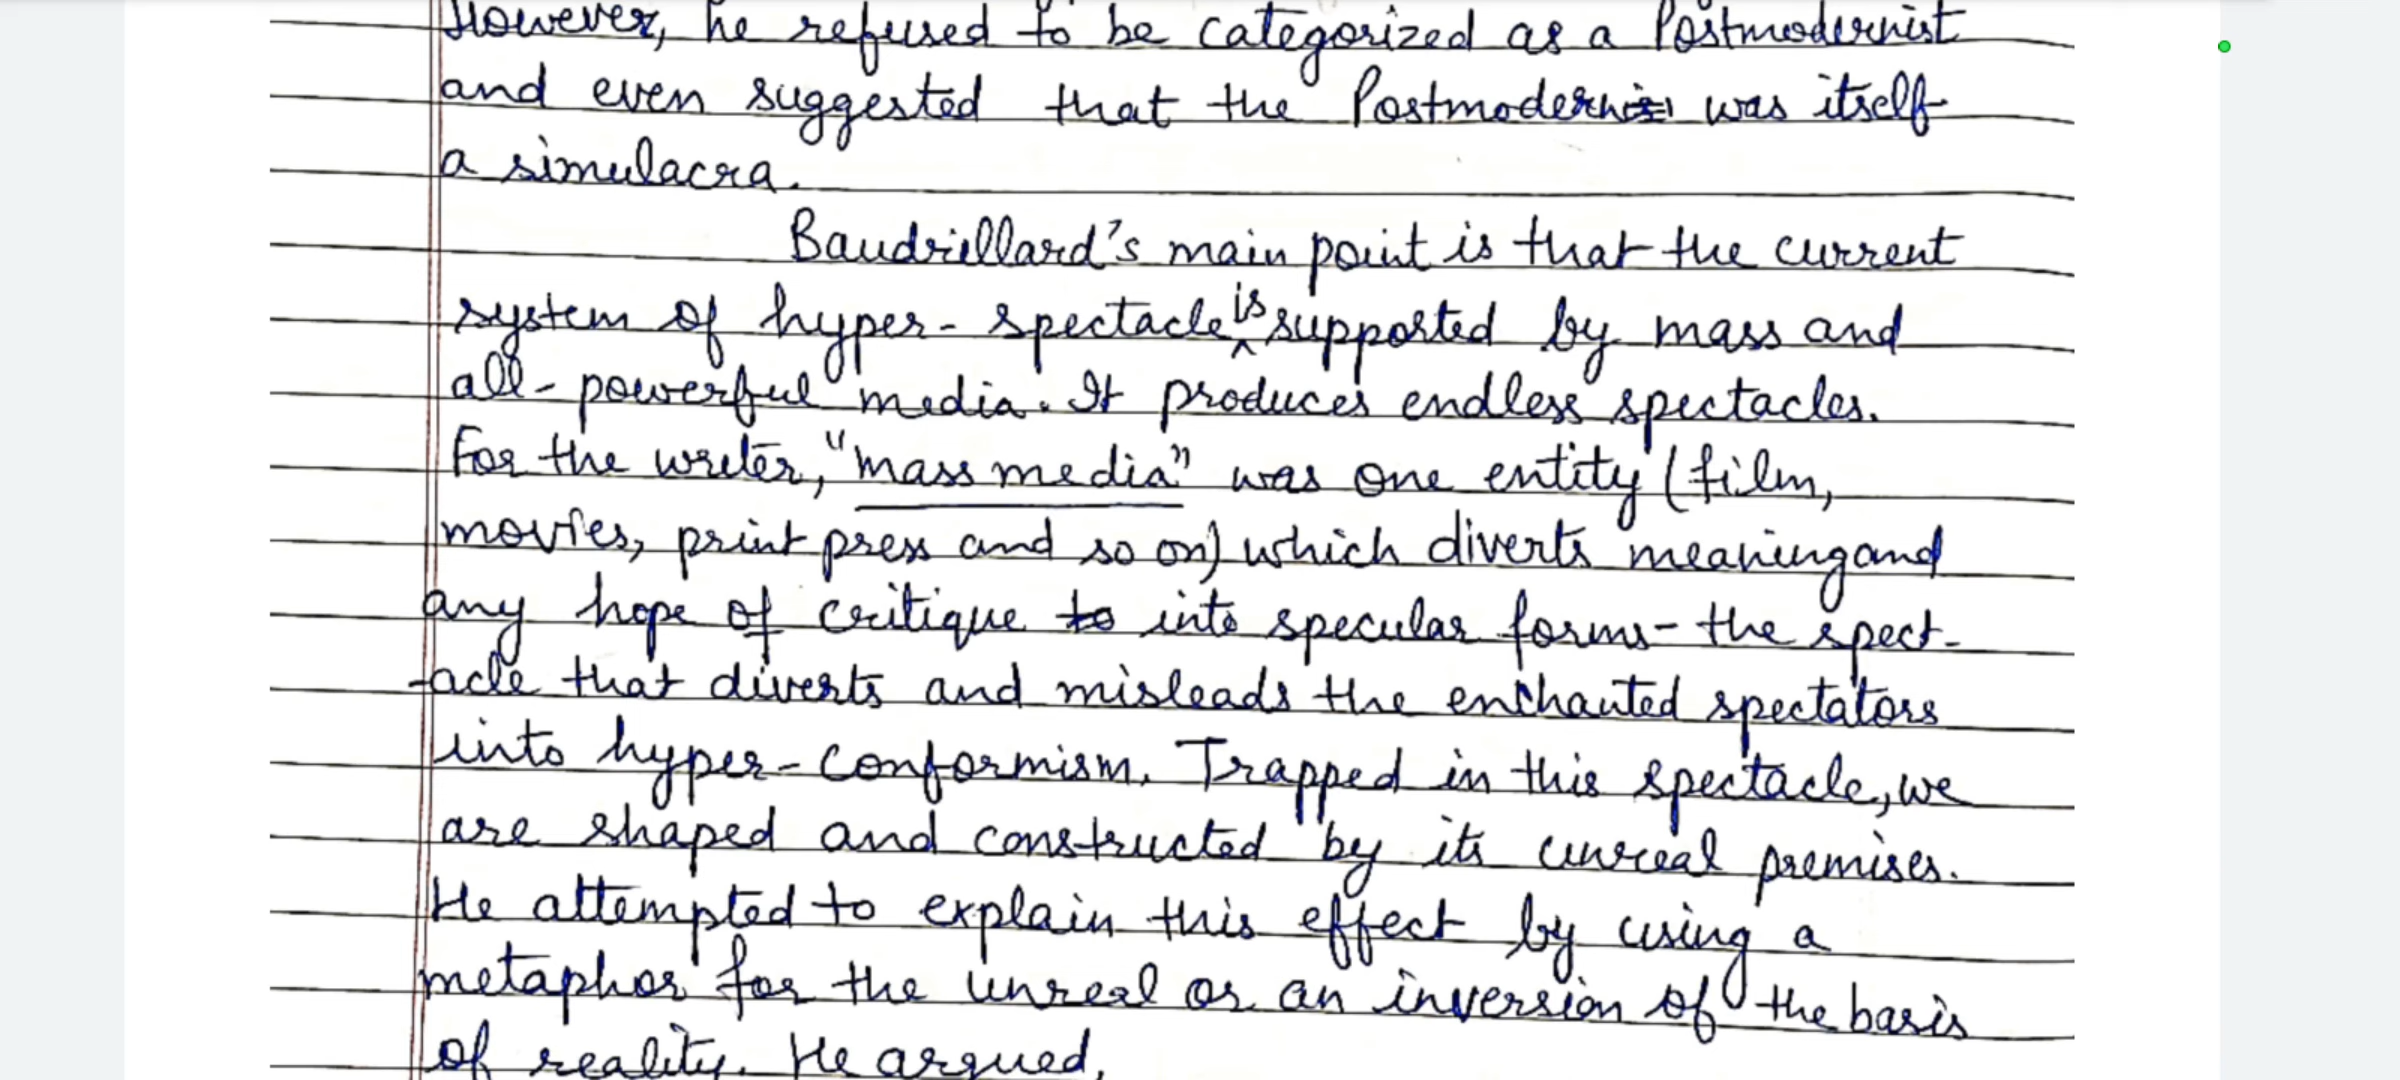 However, he refused to be categorized as a Postmodernist
and even suggested that the Postmodern was itself
a simulacra.
Baudrillard's main point is that the current
system of hyper-spectacle is supported by mass and
all-powerful media. It produces endless spectacles.
For the writer, "mass media" was one entity (film,
movies, print press and so on) which diverts meaning and
any hope of critique to into specular forms- the spect-
-acle that diverts and misleads the enchanted spectators
into hyper-conformism. Trapped in this spectacle, we
are shaped and constructed by its unreal premises.
He attempted to explain this effect by using a
metaphor for the unreal or an inversion of the basis
of reality. He argued,